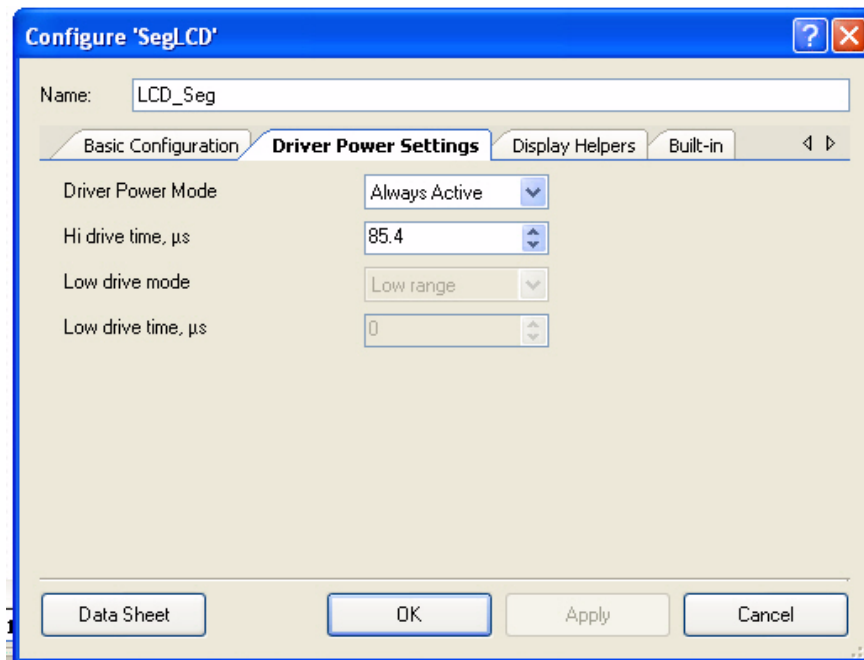 Configure 'SegLCD'
Name: LCD_Seg
Basic Configuration Driver Power Settings Display Helpers Built-in
Driver Power Mode Always Active
Hi drive time, µs 85.4
Low drive mode Low range
Low drive time, µs 0
Data Sheet OK Apply Cancel
1